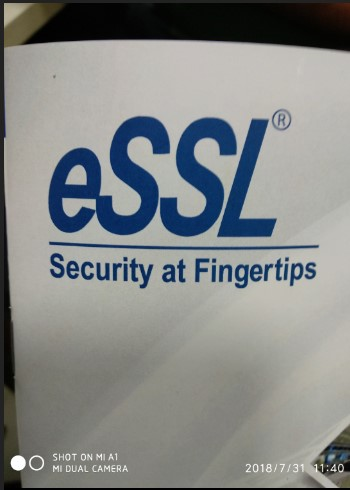 eSSL®
Security at Fingertips
SHOT ON MI A1
MI DUAL CAMERA
2018/7/31 11:40